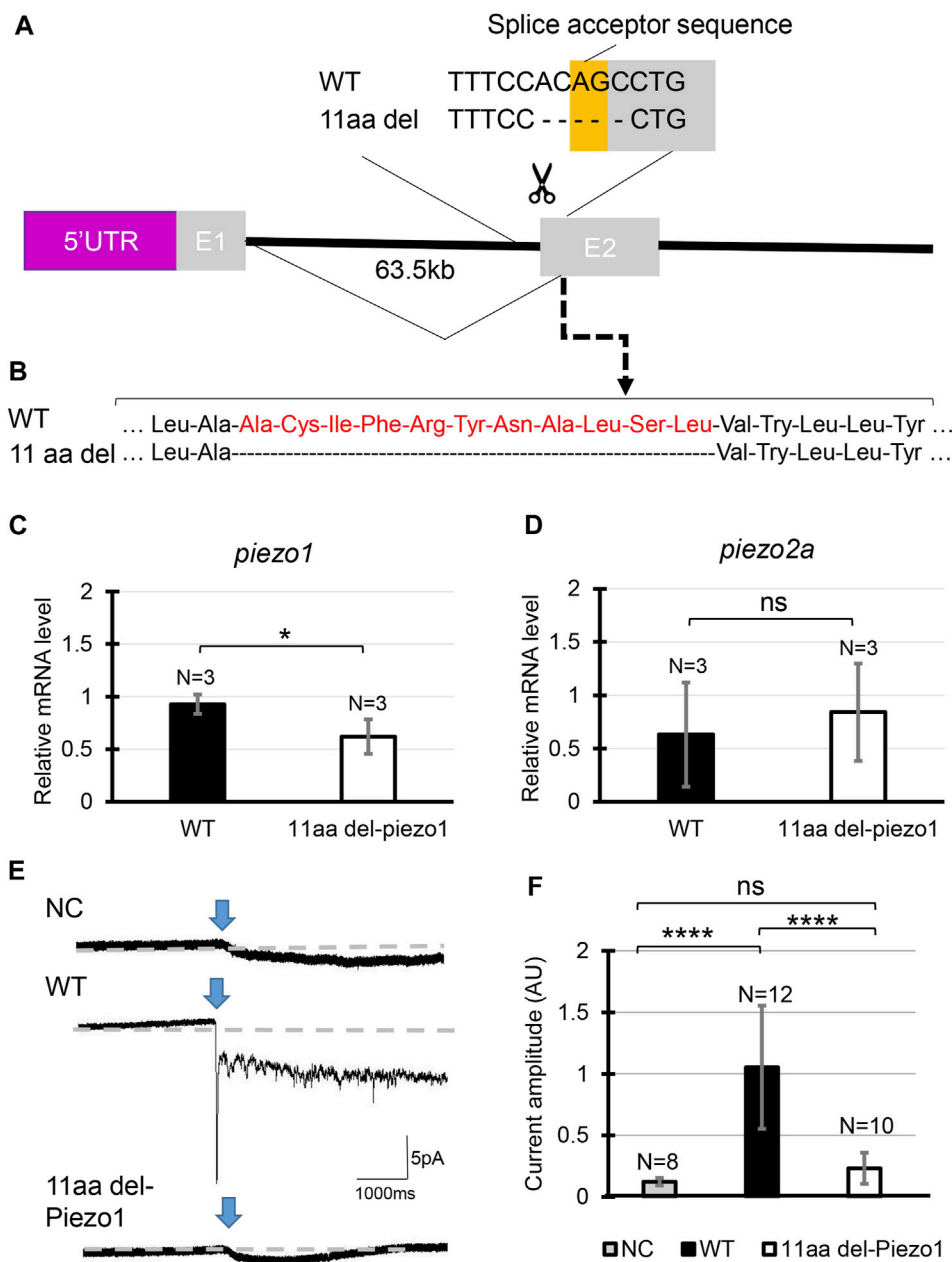 A
Splice acceptor sequence
WT TTTCCACAGCCTG
11aa del TTTCC - - - - - CTG
5’UTR E1 E2
63.5kb
B
WT … Leu-Ala-Ala-Cys-Ile-Phe-Arg-Tyr-Asn-Ala-Leu-Ser-Leu-Val-Try-Leu-Leu-Tyr …
11 aa del … Leu-Ala-----------------------------------------------------------Val-Try-Leu-Leu-Tyr …
C
piezo1
Relative mRNA level
2
1.5
1
0.5
0
*
N=3
N=3
WT
11aa del-piezo1
D
piezo2a
Relative mRNA level
2
1.5
1
0.5
0
ns
N=3
N=3
WT
11aa del-piezo1
E
NC
WT
5pA
1000ms
11aa del-
Piezo1
F
ns
****
****
Current amplitude (AU)
2
1.5
1
0.5
0
N=8
N=12
N=10
NC WT 11aa del-Piezo1